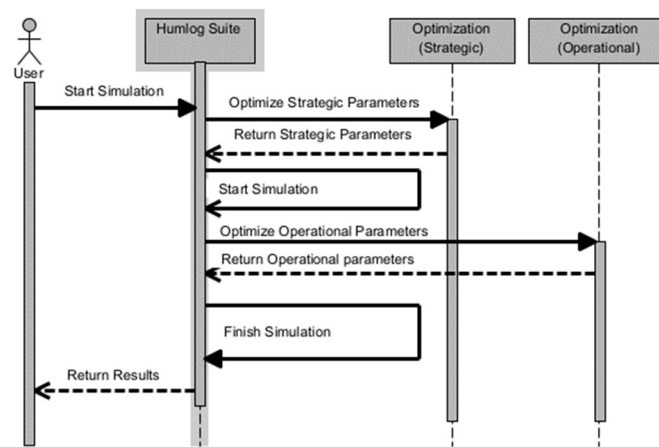 Humlog Suite
Optimization
(Strategic)
Optimization
(Operational)
User
Start Simulation
Optimize Strategic Parameters
Return Strategic Parameters
Start Simulation
Optimize Operational Parameters
Return Operational parameters
Finish Simulation
Return Results